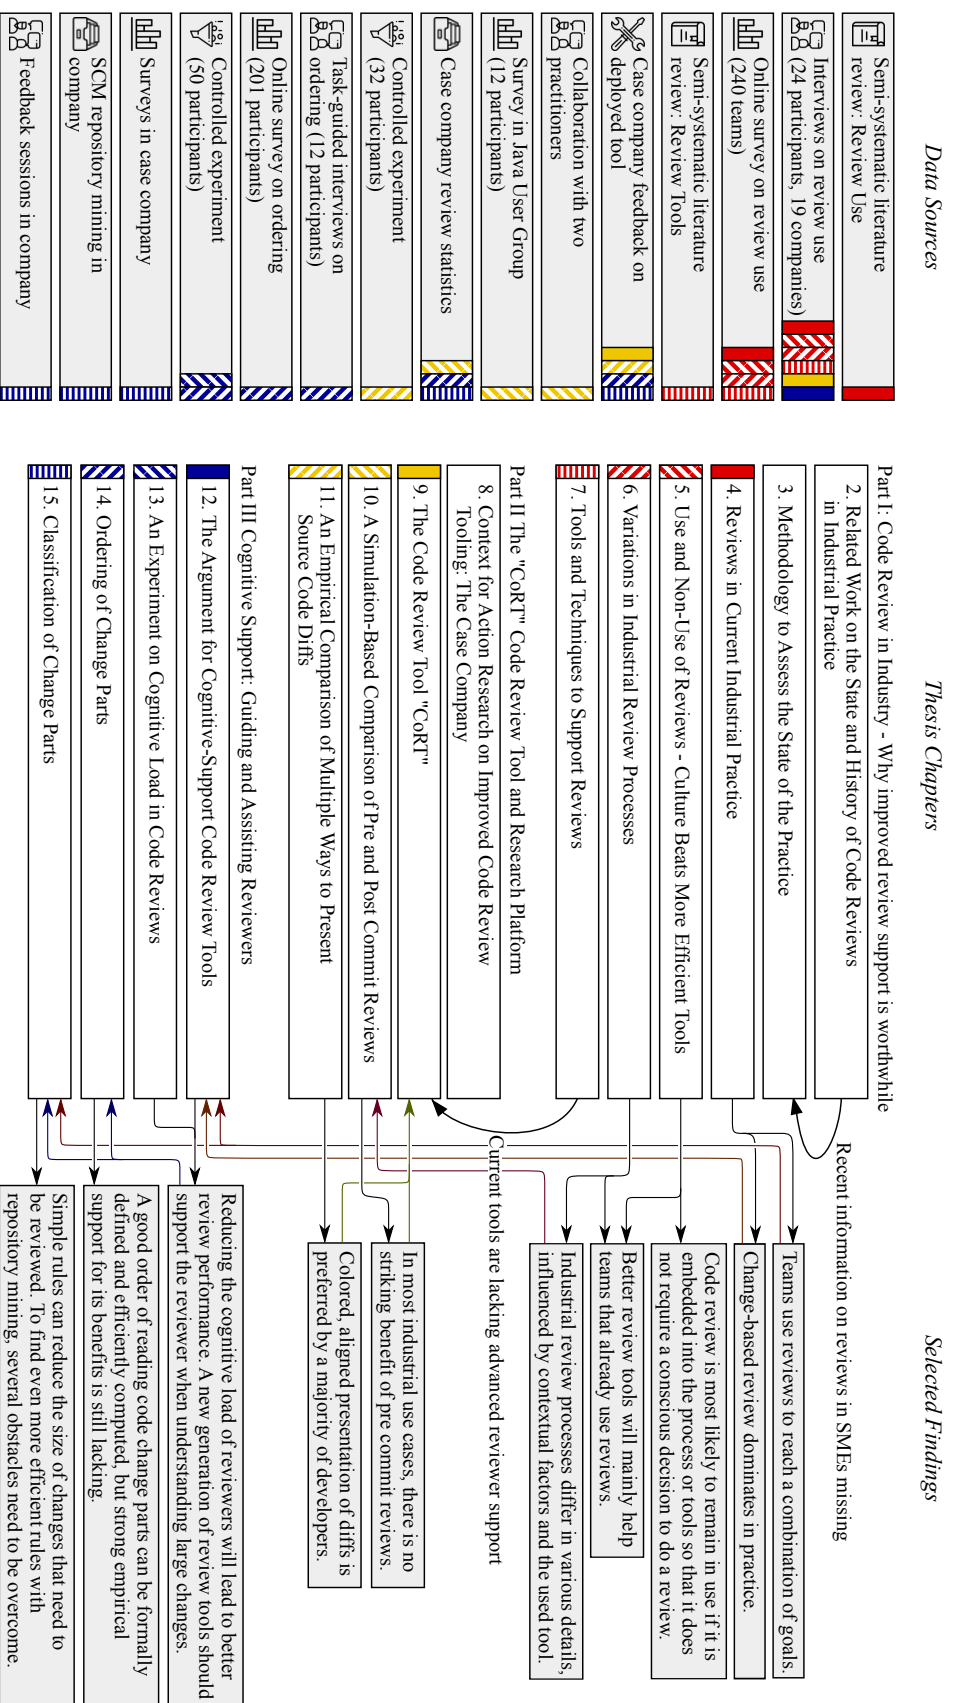 Data Sources
Semi-systematic literature
review: Review Use
Interviews on review use
(24 participants, 19 companies)
Online survey on review use
(240 teams)
Semi-systematic literature
review: Review Tools
Case company feedback on
deployed tool
Collaboration with two
practitioners
Survey in Java User Group
(12 participants)
Case company review statistics
Controlled experiment
(32 participants)
Task-guided interviews on
ordering (12 participants)
Online survey on ordering
(201 participants)
Controlled experiment
(50 participants)
Surveys in case company
SCM repository mining in
company
Feedback sessions in company
Thesis Chapters
Part I: Code Review in Industry - Why improved review support is worthwhile
2. Related Work on the State and History of Code Reviews
in Industrial Practice
3. Methodology to Assess the State of the Practice
4. Reviews in Current Industrial Practice
5. Use and Non-Use of Reviews - Culture Beats More Efficient Tools
6. Variations in Industrial Review Processes
7. Tools and Techniques to Support Reviews
Part II The "CoRT" Code Review Tool and Research Platform
8. Context for Action Research on Improved Code Review
Tooling: The Case Company
9. The Code Review Tool "CoRT"
10. A Simulation-Based Comparison of Pre and Post Commit Reviews
11. An Empirical Comparison of Multiple Ways to Present
Source Code Diffs
Part III Cognitive Support: Guiding and Assisting Reviewers
12. The Argument for Cognitive-Support Code Review Tools
13. An Experiment on Cognitive Load in Code Reviews
14. Ordering of Change Parts
15. Classification of Change Parts
Selected Findings
Recent information on reviews in SMEs missing
Teams use reviews to reach a combination of goals.
Change-based review dominates in practice.
Code review is most likely to remain in use if it is
embedded into the process or tools so that it does
not require a conscious decision to do a review.
Better review tools will mainly help
teams that already use reviews.
Industrial review processes differ in various details,
influenced by contextual factors and the used tool.
Current tools are lacking advanced reviewer support
In most industrial use cases, there is no
striking benefit of pre commit reviews.
Colored, aligned presentation of diffs is
preferred by a majority of developers.
Reducing the cognitive load of reviewers will lead to better
review performance. A new generation of review tools should
support the reviewer when understanding large changes.
A good order of reading code change parts can be formally
defined and efficiently computed, but strong empirical
support for its benefits is still lacking.
Simple rules can reduce the size of changes that need to
be reviewed. To find even more efficient rules with
repository mining, several obstacles need to be overcome.